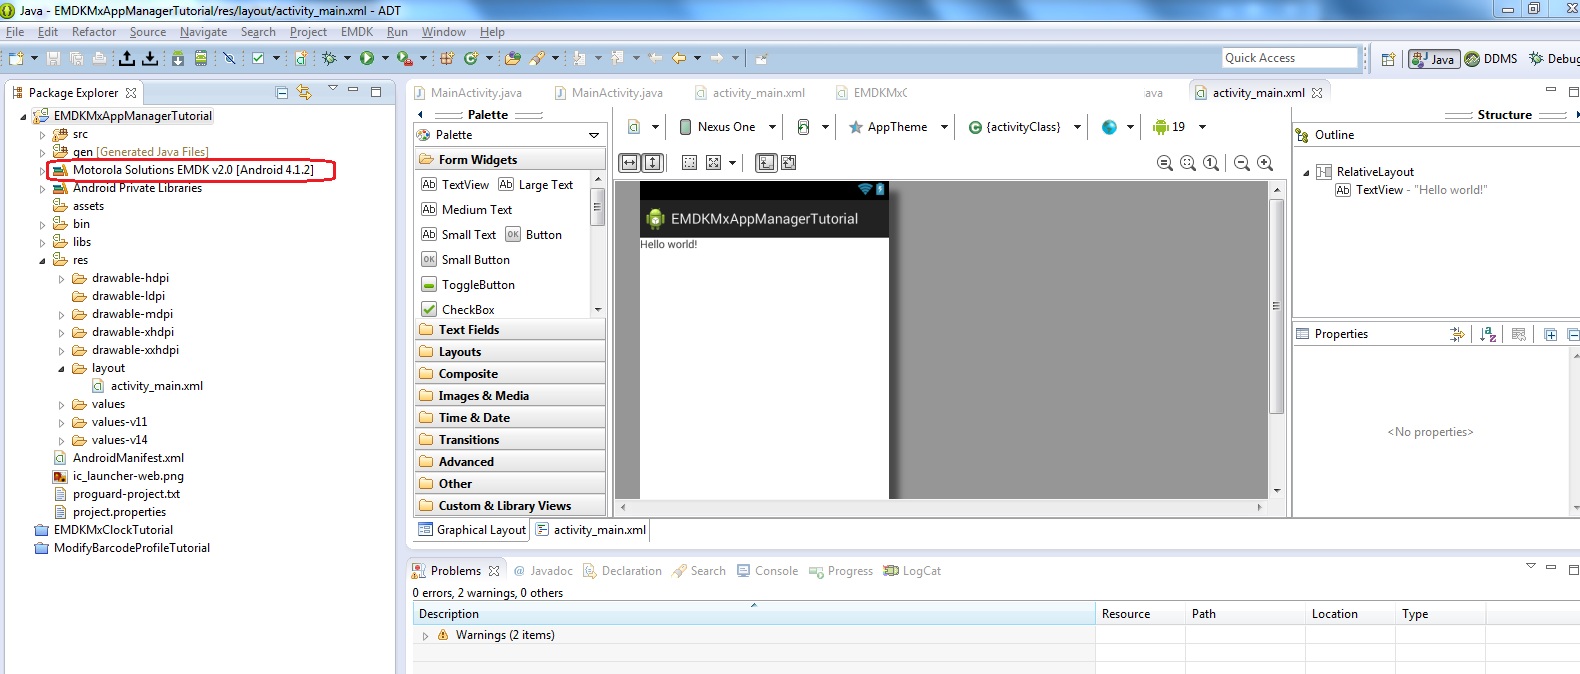 Java - EMDKMxAppManagerTutorial/res/layout/activity_main.xml - ADT
File Edit Refactor Source Navigate Search Project EMDK Run Window Help
Quick Access
Java DDMS Debug
Package Explorer
EMDKMxAppManagerTutorial
src
gen [Generated Java Files]
Motorola Solutions EMDK v2.0 [Android 4.1.2]
Android Private Libraries
assets
bin
libs
res
drawable-hdpi
drawable-ldpi
drawable-mdpi
drawable-xhdpi
drawable-xxhdpi
layout
activity_main.xml
values
values-v11
values-v14
AndroidManifest.xml
ic_launcher-web.png
proguard-project.txt
project.properties
EMDKMxClockTutorial
ModifyBarcodeProfileTutorial
MainActivity.java MainActivity.java activity_main.xml EMDKMxC ava activity_main.xml
Palette
Palette
Form Widgets
Ab TextView Ab Large Text
Ab Medium Text
Ab Small Text OK Button
OK Small Button
ToggleButton
CheckBox
Text Fields
Layouts
Composite
Images & Media
Time & Date
Transitions
Advanced
Other
Custom & Library Views
Nexus One AppTheme {activityClass} 19
EMDKMxAppManagerTutorial
Hello world!
Graphical Layout activity_main.xml
Structure
Outline
RelativeLayout
Ab TextView - "Hello world!"
Properties
<No properties>
Problems @ Javadoc Declaration Search Console Progress LogCat
0 errors, 2 warnings, 0 others
Description Resource Path Location Type
Warnings (2 items)